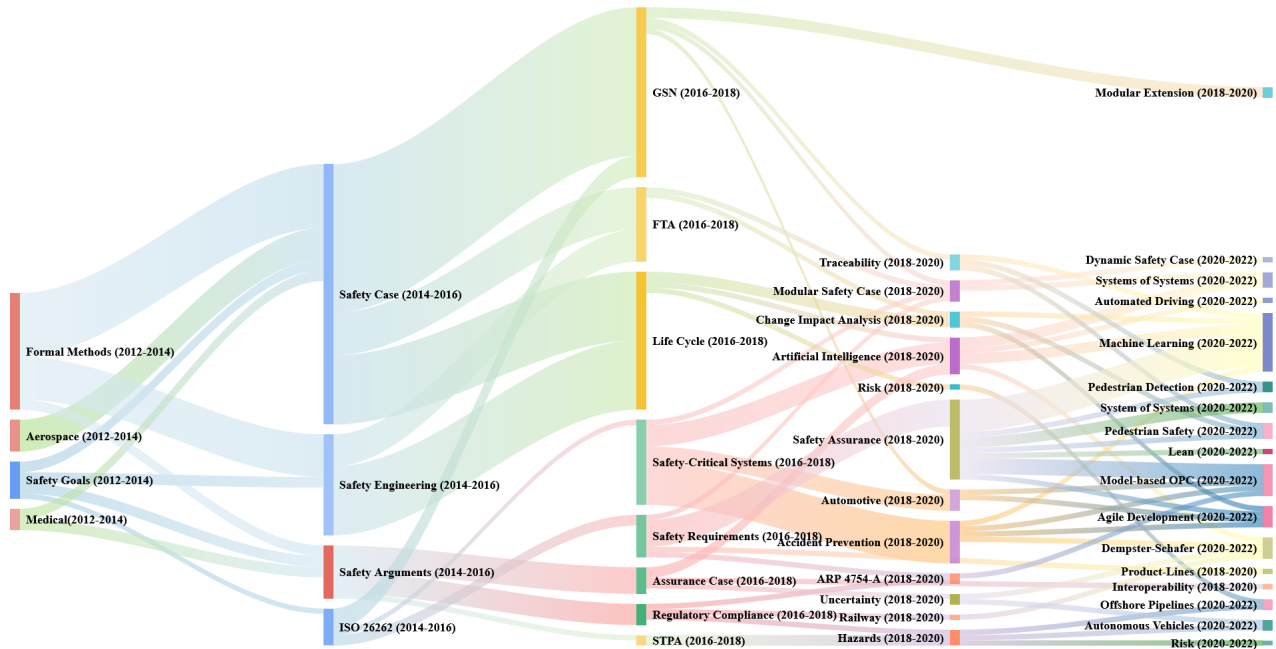 Formal Methods (2012-2014)
Aerospace (2012-2014)
Safety Goals (2012-2014)
Medical(2012-2014)
Safety Case (2014-2016)
Safety Engineering (2014-2016)
Safety Arguments (2014-2016)
ISO 26262 (2014-2016)
GSN (2016-2018)
FTA (2016-2018)
Life Cycle (2016-2018)
Safety-Critical Systems (2016-2018)
Safety Requirements (2016-2018)
Assurance Case (2016-2018)
Regulatory Compliance (2016-2018)
STPA (2016-2018)
Traceability (2018-2020)
Modular Safety Case (2018-2020)
Change Impact Analysis (2018-2020)
Artificial Intelligence (2018-2020)
Risk (2018-2020)
Safety Assurance (2018-2020)
Automotive (2018-2020)
Accident Prevention (2018-2020)
ARP 4754-A (2018-2020)
Uncertainty (2018-2020)
Railway (2018-2020)
Hazards (2018-2020)
Modular Extension (2018-2020)
Dynamic Safety Case (2020-2022)
Systems of Systems (2020-2022)
Automated Driving (2020-2022)
Machine Learning (2020-2022)
Pedestrian Detection (2020-2022)
System of Systems (2020-2022)
Pedestrian Safety (2020-2022)
Lean (2020-2022)
Model-based OPC (2020-2022)
Agile Development (2020-2022)
Dempster-Schafer (2020-2022)
Product-Lines (2018-2020)
Interoperability (2018-2020)
Offshore Pipelines (2020-2022)
Autonomous Vehicles (2020-2022)
Risk (2020-2022)